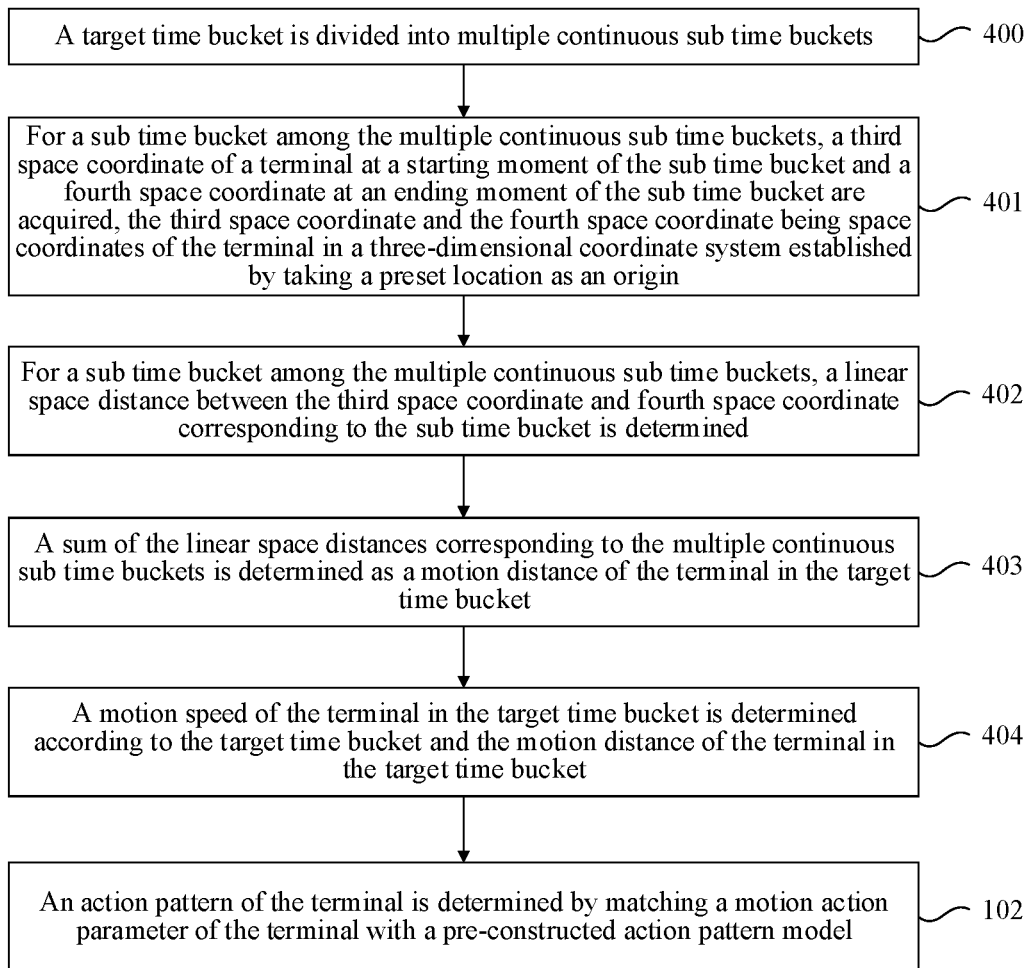 A target time bucket is divided into multiple continuous sub time buckets
400
For a sub time bucket among the multiple continuous sub time buckets, a third
space coordinate of a terminal at a starting moment of the sub time bucket and a
fourth space coordinate at an ending moment of the sub time bucket are
acquired, the third space coordinate and the fourth space coordinate being space
coordinates of the terminal in a three-dimensional coordinate system established
by taking a preset location as an origin
401
For a sub time bucket among the multiple continuous sub time buckets, a linear
space distance between the third space coordinate and fourth space coordinate
corresponding to the sub time bucket is determined
402
A sum of the linear space distances corresponding to the multiple continuous
sub time buckets is determined as a motion distance of the terminal in the target
time bucket
403
A motion speed of the terminal in the target time bucket is determined
according to the target time bucket and the motion distance of the terminal in
the target time bucket
404
An action pattern of the terminal is determined by matching a motion action
parameter of the terminal with a pre-constructed action pattern model
102